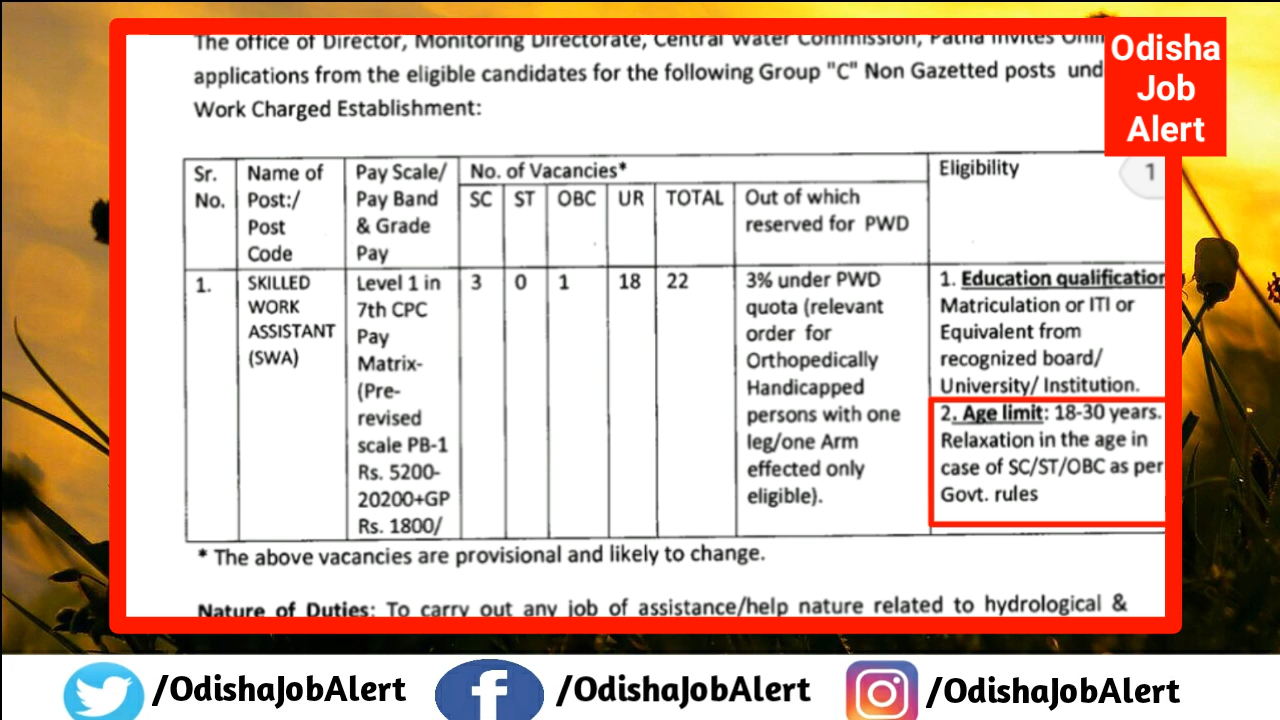 The office of Director, Monitoring Directorate, Central Water Commission, Patna invites
applications from the eligible candidates for the following Group "C" Non Gazetted posts und
Work Charged Establishment:
Odisha
Job
Alert
1
Sr.
No.
Name of
Post:/
Post
Code
Pay Scale/
Pay Band
& Grade
Pay
No. of Vacancies*
SC ST OBC UR TOTAL
Out of which
reserved for PWD
Eligibility
1.
SKILLED
WORK
ASSISTANT
(SWA)
Level 1 in
7th CPC
Pay
Matrix-
(Pre-
revised
scale PB-1
Rs. 5200-
20200+GP
Rs. 1800/
3 0 1 18 22
3% under PWD
quota (relevant
order for
Orthopedically
Handicapped
persons with one
leg/one Arm
effected only
eligible).
1. Education qualification
Matriculation or ITI or
Equivalent from
recognized board/
University/ Institution.
2. Age limit: 18-30 years.
Relaxation in the age in
case of SC/ST/OBC as per
Govt. rules
* The above vacancies are provisional and likely to change.
Nature of Duties: To carry out any job of assistance/help nature related to hydrological &
/OdishaJobAlert /OdishaJobAlert /OdishaJobAlert